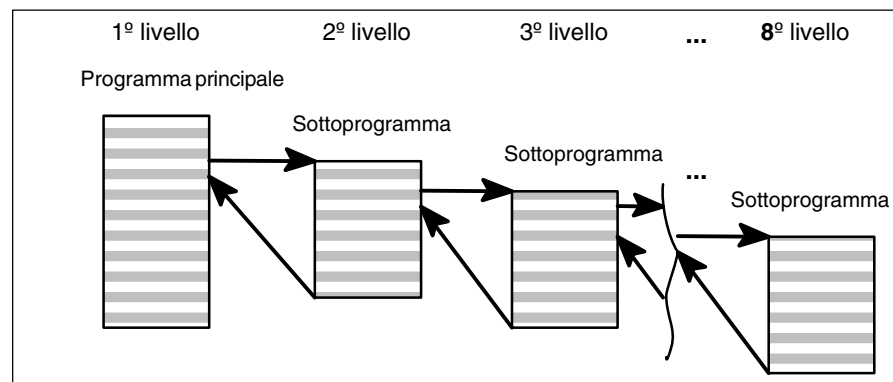 1º livello 2º livello 3º livello ... 8º livello
Programma principale
Sottoprogramma
Sottoprogramma
...
Sottoprogramma